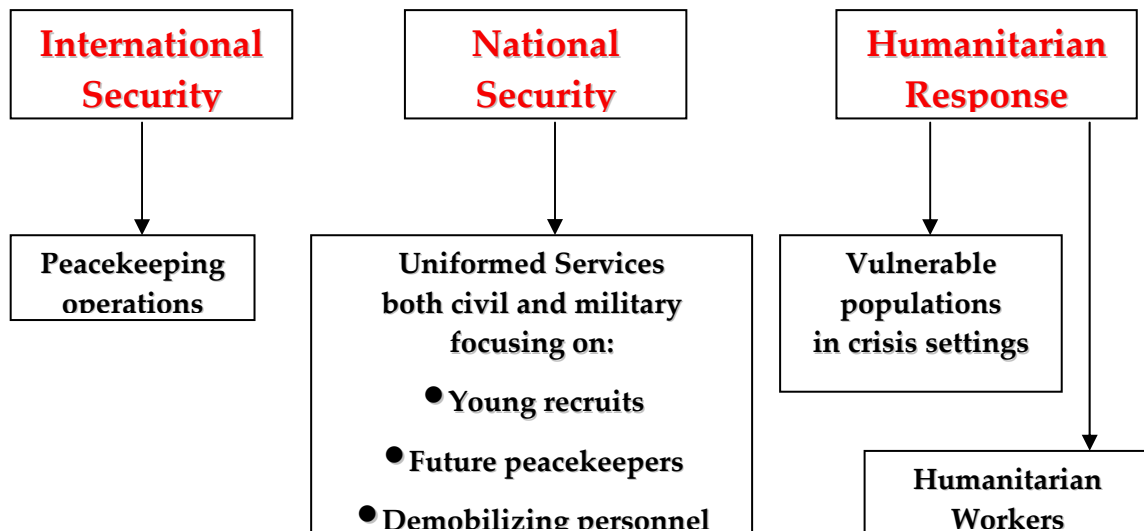 International
Security
National
Security
Humanitarian
Response
Peacekeeping
operations
Uniformed Services
both civil and military
focusing on:
•Young recruits
•Future peacekeepers
•Demobilizing personnel
Vulnerable
populations
in crisis settings
Humanitarian
Workers